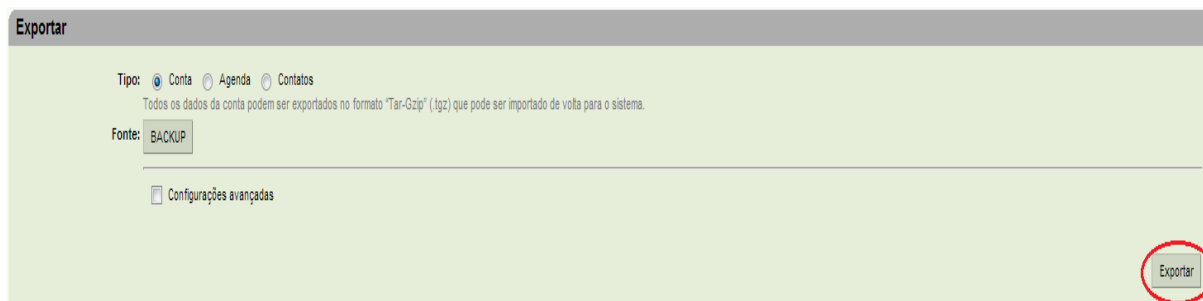 Exportar
Tipo: Conta Agenda Contatos
Todos os dados da conta podem ser exportados no formato "Tar-Gzip" (.tgz) que pode ser importado de volta para o sistema.
Fonte: BACKUP
Configurações avançadas
Exportar